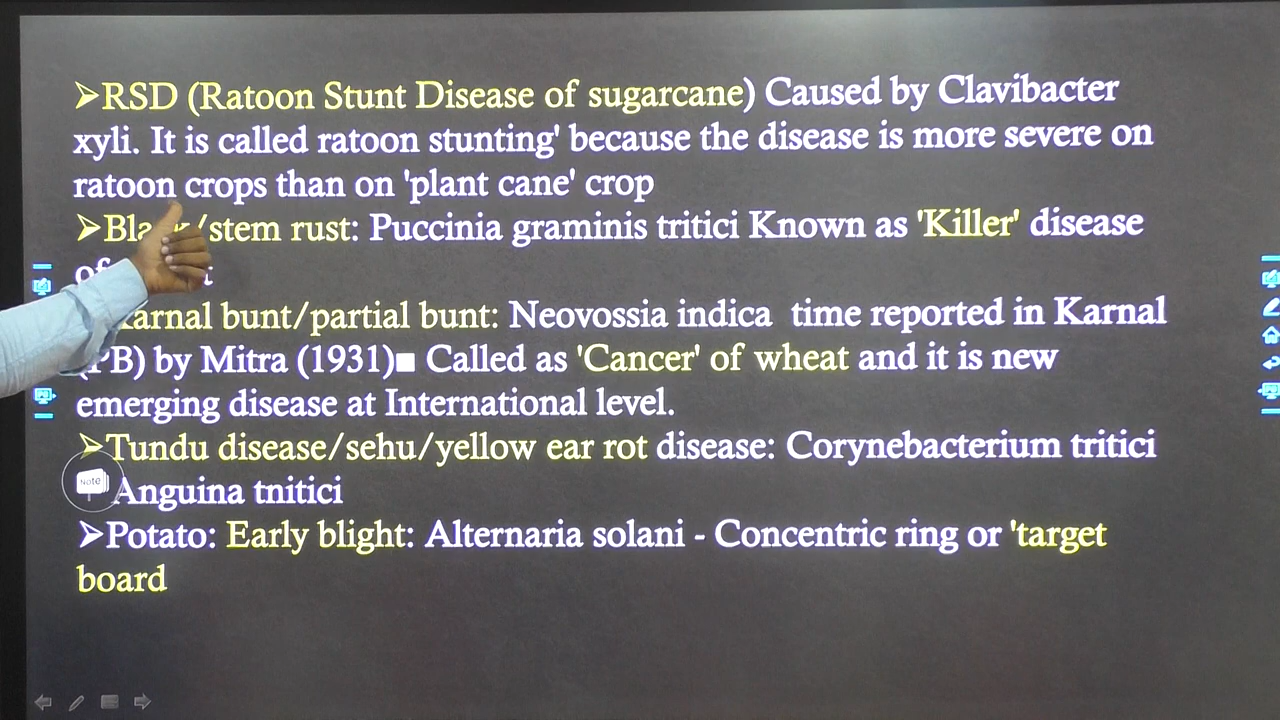 ➤RSD (Ratoon Stunt Disease of sugarcane) Caused by Clavibacter
xyli. It is called ratoon stunting' because the disease is more severe on
ratoon crops than on 'plant cane' crop
stem rust: Puccinia graminis tritici Known as 'Killer' disease
Karnal bunt/partial bunt: Neovossia indica time reported in Karnal
(PB) by Mitra (1931)■ Called as 'Cancer' of wheat and it is new
emerging disease at International level.
➤Tundu disease/sehu/yellow ear rot disease: Corynebacterium tritici
Note
Anguina tnitici
➤Potato: Early blight: Alternaria solani - Concentric ring or 'target
board